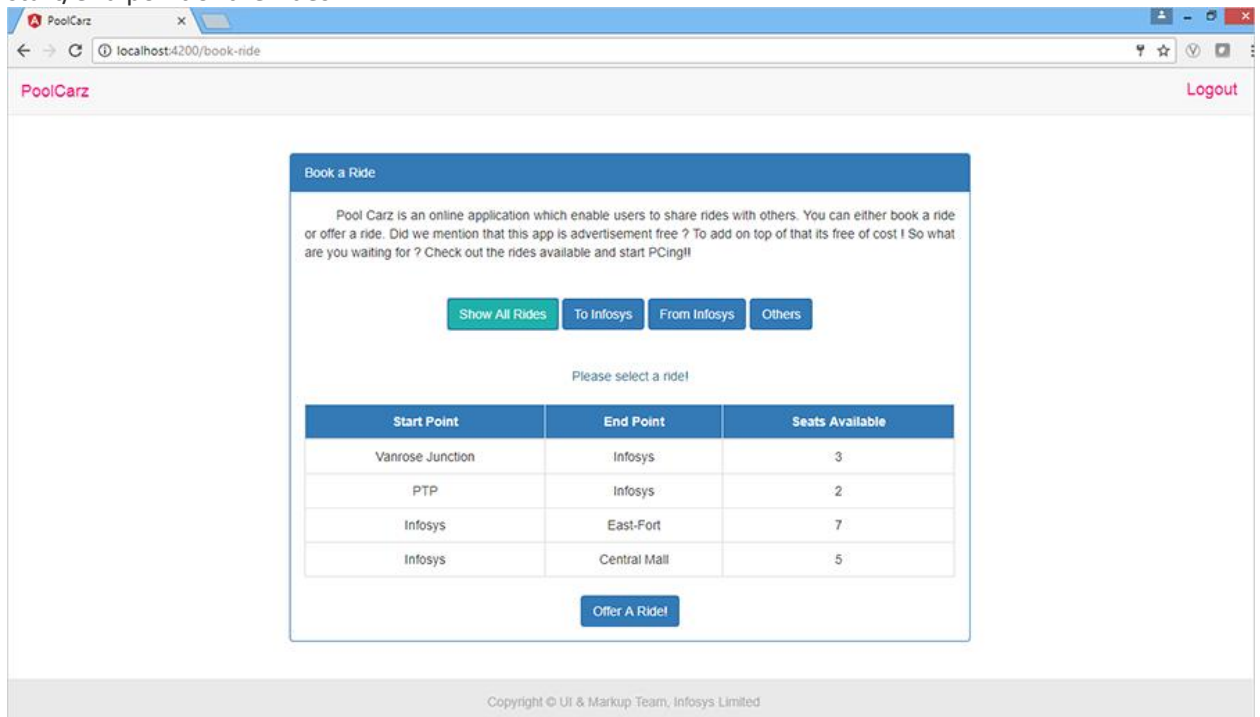 PoolCarz
localhost:4200/book-ride
PoolCarz Logout
Book a Ride
Pool Carz is an online application which enable users to share rides with others. You can either book a ride
or offer a ride. Did we mention that this app is advertisement free ? To add on top of that its free of cost ! So what
are you waiting for ? Check out the rides available and start PCing!!
Show All Rides To Infosys From Infosys Others
Please select a ride!
Start Point End Point Seats Available
Vanrose Junction Infosys 3
PTP Infosys 2
Infosys East-Fort 7
Infosys Central Mall 5
Offer A Ride!
Copyright © UI & Markup Team, Infosys Limited